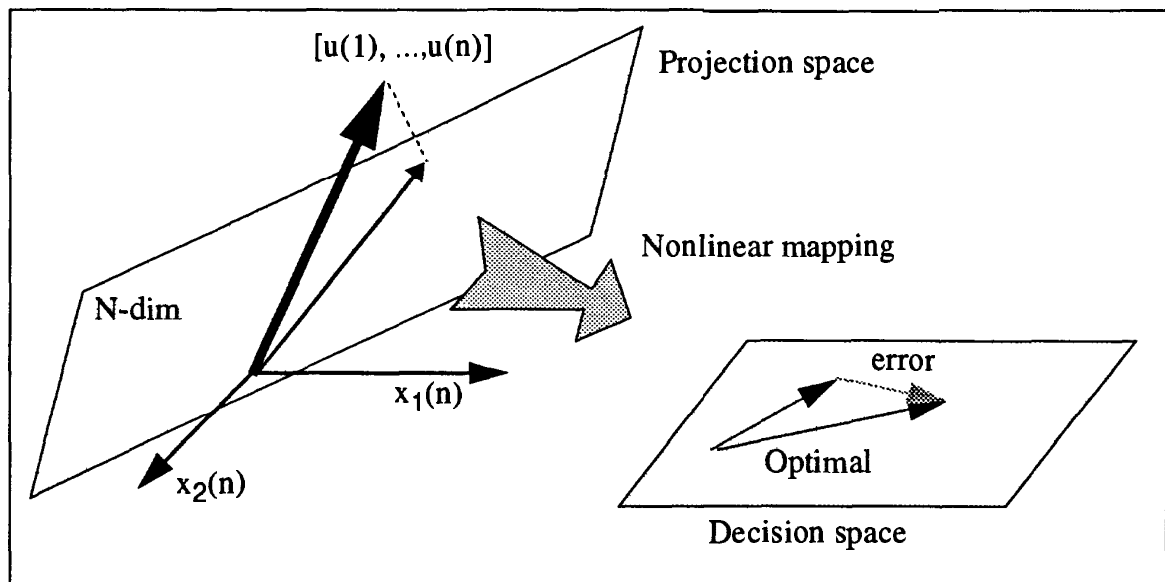 [u(1), ...,u(n)]
Projection space
Nonlinear mapping
N-dim
x1(n)
x2(n)
error
Optimal
Decision space